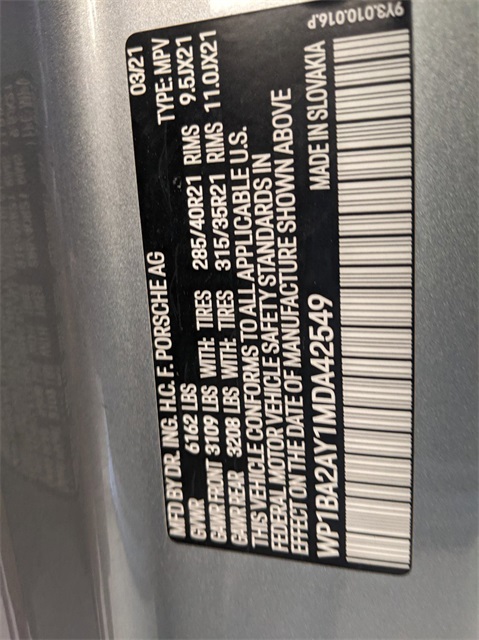 MFD BY DR. ING. H.C. F. PORSCHE AG 03/21
GVWR 6162 LBS TYPE: MPV
GAWR FRONT 3109 LBS WITH: TIRES 285/40R21 RIMS 9.5JX21
GAWR REAR 3208 LBS WITH: TIRES 315/35R21 RIMS 11.0JX21
THIS VEHICLE CONFORMS TO ALL APPLICABLE U.S.
FEDERAL MOTOR VEHICLE SAFETY STANDARDS IN
EFFECT ON THE DATE OF MANUFACTURE SHOWN ABOVE
WP1BA2AY1MDA42549 MADE IN SLOVAKIA
9Y3.010.016.P